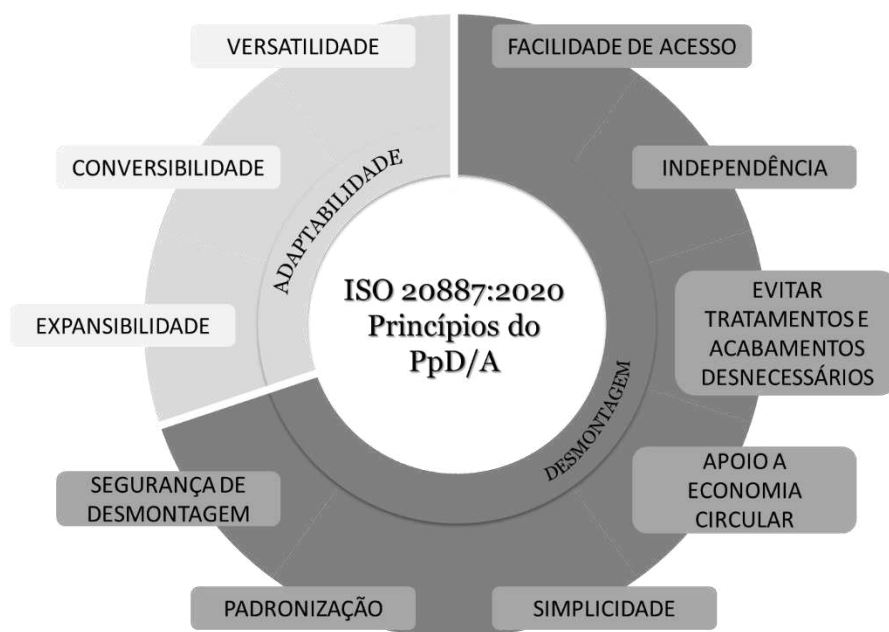 VERSATILIDADE
CONVERSIBILIDADE
EXPANSIBILIDADE
ADAPTABILIDADE
ISO 20887:2020
Princípios do
PpD/A
DESMONTAGEM
FACILIDADE DE ACESSO
INDEPENDÊNCIA
EVITAR
TRATAMENTOS E
ACABAMENTOS
DESNECESSÁRIOS
APOIO A
ECONOMIA
CIRCULAR
SIMPLICIDADE
PADRONIZAÇÃO
SEGURANÇA DE
DESMONTAGEM